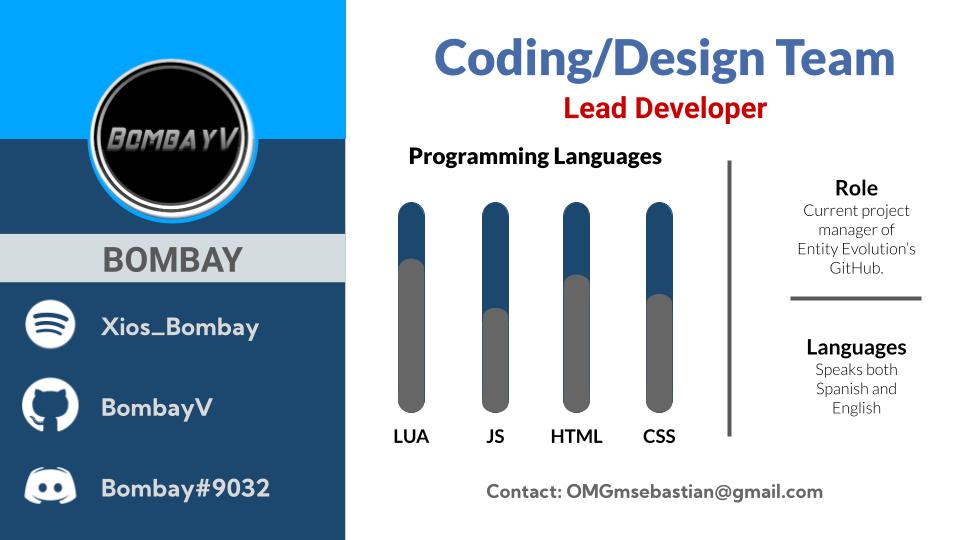 BOMBAYV
BOMBAY
Xios_Bombay
BombayV
Bombay#9032
Coding/Design Team
Lead Developer
Programming Languages
LUA
JS
HTML
CSS
Role
Current project
manager of
Entity Evolution's
GitHub.
Languages
Speaks both
Spanish and
English
Contact: OMGmsebastian@gmail.com